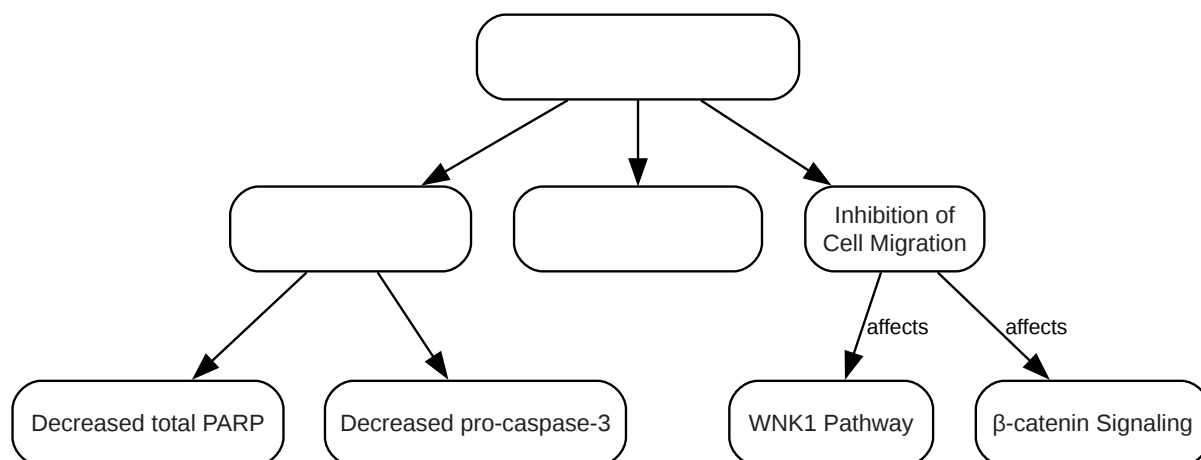 Inhibition of
Cell Migration
affects
affects
Decreased total PARP
Decreased pro-caspase-3
WNK1 Pathway
β-catenin Signaling